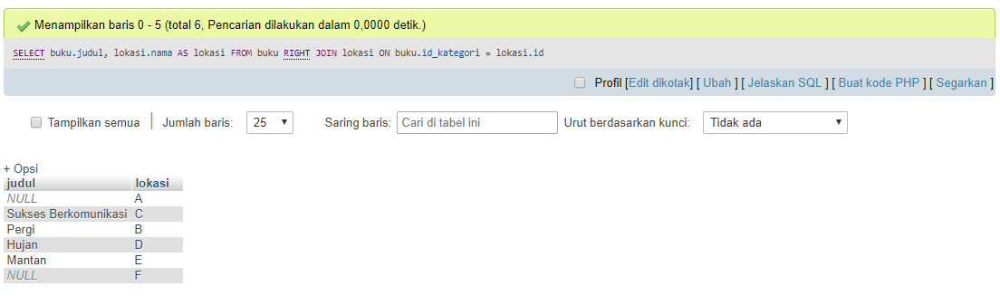 Menampilkan baris 0 - 5 (total 6, Pencarian dilakukan dalam 0,0000 detik.)
SELECT buku.judul, lokasi.nama AS lokasi FROM buku RIGHT JOIN lokasi ON buku.id_kategori = lokasi.id
Profil [Edit dikotak] [ Ubah ] [ Jelaskan SQL ] [ Buat kode PHP ] [ Segarkan ]
Tampilkan semua | Jumlah baris: 25 Saring baris: Cari di tabel ini Urut berdasarkan kunci: Tidak ada
+ Opsi
judul lokasi
NULL A
Sukses Berkomunikasi C
Pergi B
Hujan D
Mantan E
NULL F